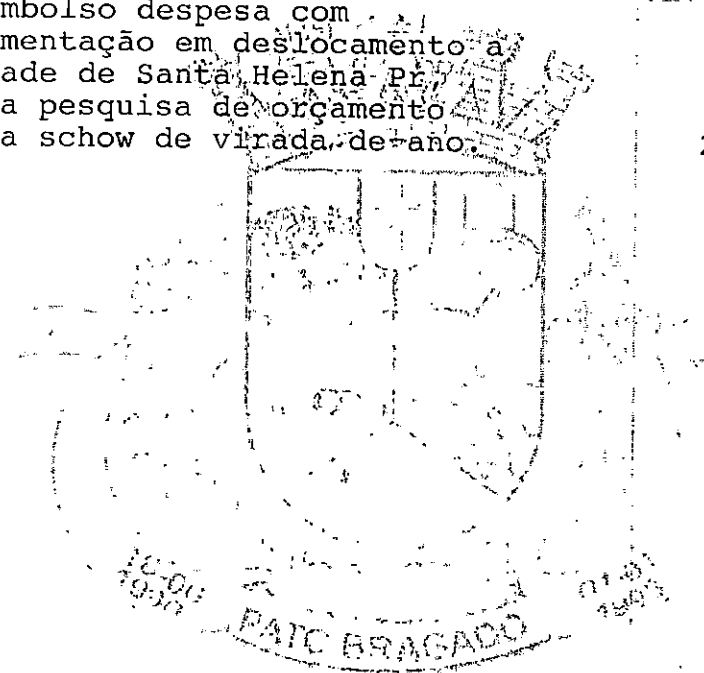 mbolso despesa com
mentação em deslocamento a
ade de Santa Helena Pr,
a pesquisa de orçamento
a schow de virada de ano.
PATO BRAGADO